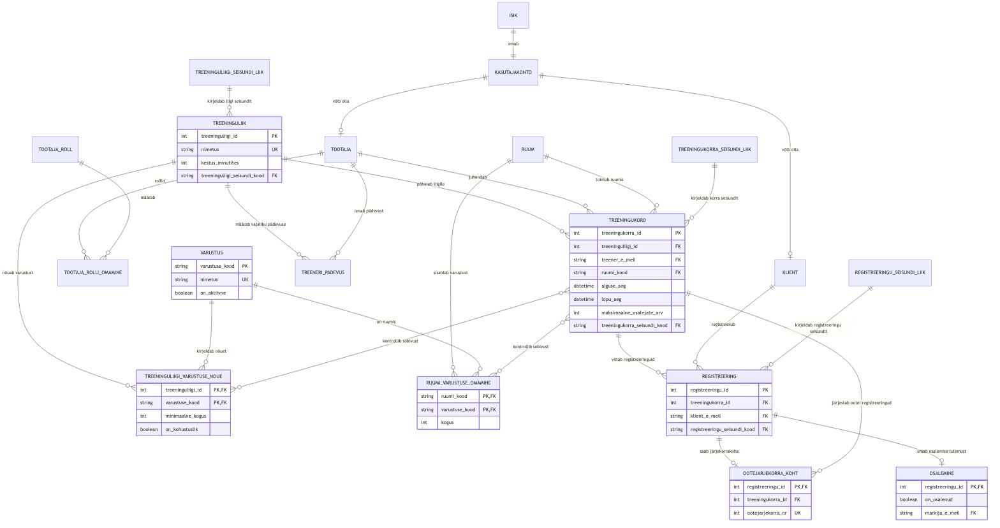 ISIK
omab
KASUTAJAKONTO
TREENINGULIIGI_SEISUNDI_LIIK
kirjeldab liigi seisundit
võib olla
võib olla
TREENINGULIIK
int treeninguliigi_id PK
string nimetus UK
int kestus_minutites
string treeninguliigi_seisundi_kood FK
TOOTAJA_ROLL
TOOTAJA
RUUM
TREENINGUKORRA_SEISUNDI_LIIK
rollid
määrab
põhineb liigile
juhendab
toimub ruumis
kirjeldab korra seisundit
omab pädevust
määrab vajaliku pädevuse
TREENINGUKORD
int treeningukorra_id PK
int treeninguliigi_id FK
string treener_e_meil FK
string ruumi_kood FK
datetime alguse_aeg
datetime lopu_aeg
int maksimaalne_osalejate_arv
string treeningukorra_seisundi_kood FK
VARUSTUS
string varustuse_kood PK
string nimetus UK
boolean on_aktiivne
TOOTAJA_ROLLI_OMAMINE
TREENERI_PADEVUS
KLIENT
REGISTREERINGU_SEISUNDI_LIIK
nõuab varustust
sisaldab varustust
on ruumis
registreerub
kirjeldab registreeringu
seisundit
kontrollib sobivust
kontrollib sobivust
kirjeldab nõuet
võtab registreeringuid
TREENINGULIIGI_VARUSTUSE_NOUE
int treeninguliigi_id PK,FK
string varustuse_kood PK,FK
int minimaalne_kogus
boolean on_kohustuslik
RUUMI_VARUSTUSE_OMAMINE
string ruumi_kood PK,FK
string varustuse_kood PK,FK
int kogus
REGISTREERING
int registreeringu_id PK
int treeningukorra_id FK
string klient_e_meil FK
string registreeringu_seisundi_kood FK
järjestab ootel registreeringud
saab järjekorrakoha
omab osalemise tulemust
OOTEJARJEKORRA_KOHT
int registreeringu_id PK,FK
int treeningukorra_id FK
int ootejarjekorra_nr UK
OSALEMINE
int registreeringu_id PK,FK
boolean on_osalenud
string markija_e_meil FK